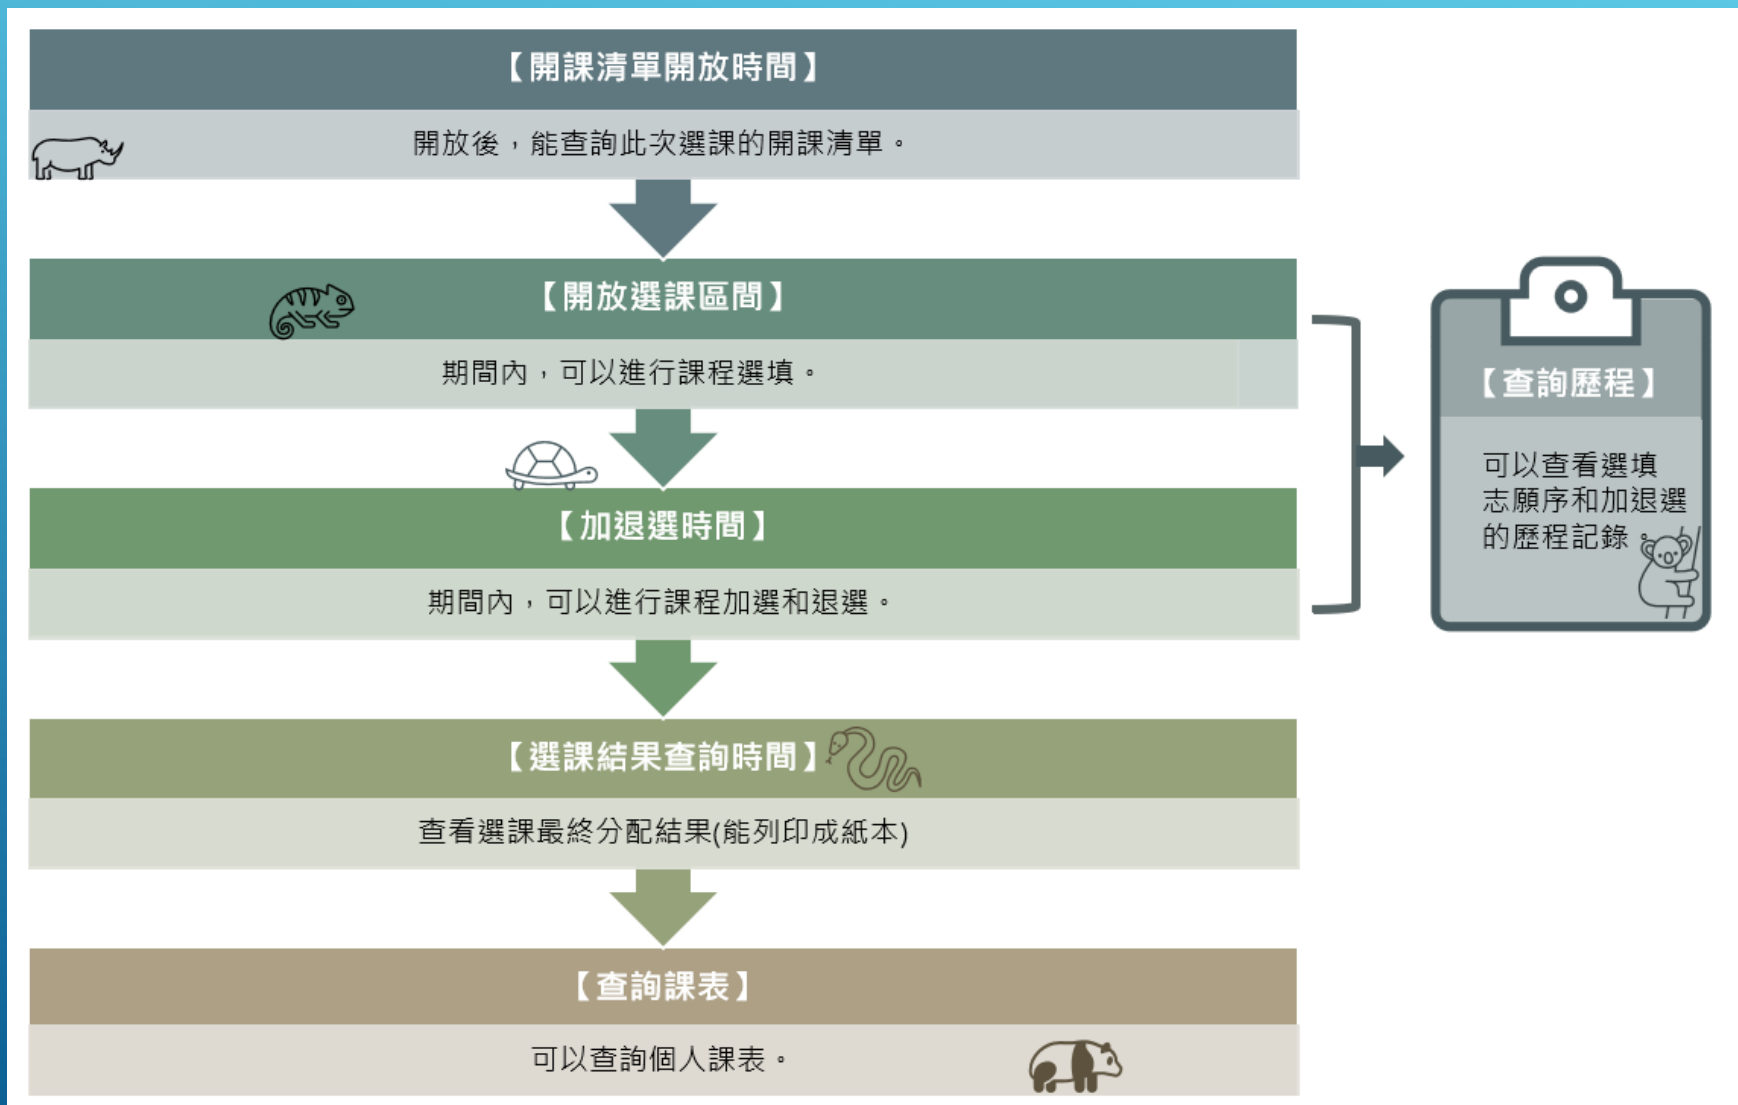 【開課清單開放時間】
開放後，能查詢此次選課的開課清單。
【開放選課區間】
期間內，可以進行課程選填。
【加退選時間】
期間內，可以進行課程加選和退選。
【選課結果查詢時間】
查看選課最終分配結果(能列印成紙本)
【查詢課表】
可以查詢個人課表。
【查詢歷程】
可以查看選填
志願序和加退選
的歷程記錄。